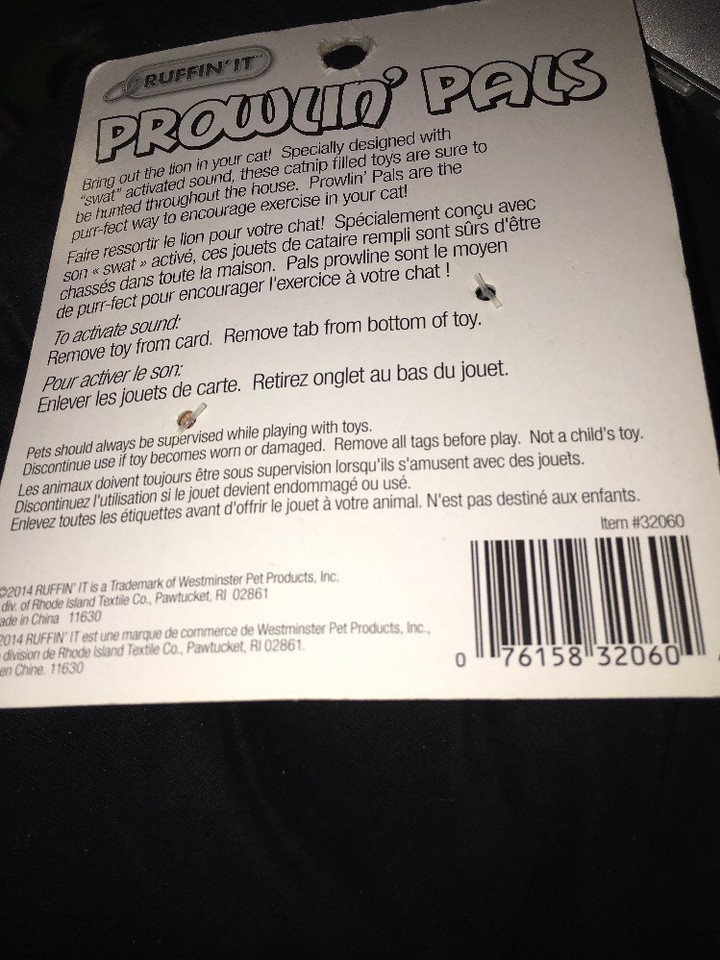 RUFFIN' IT™
PROWLIN' PALS
Bring out the lion in your cat! Specially designed with
"swat" activated sound, these catnip filled toys are sure to
be hunted throughout the house. Prowlin' Pals are the
purr-fect way to encourage exercise in your cat!
Faire ressortir le lion pour votre chat! Spécialement conçu avec
son « swat » activé, ces jouets de cataire rempli sont sûrs d'être
chassés dans toute la maison. Pals prowline sont le moyen
de purr-fect pour encourager l'exercice à votre chat !
To activate sound:
Remove toy from card. Remove tab from bottom of toy.
Pour activer le son:
Enlever les jouets de carte. Retirez onglet au bas du jouet.
Pets should always be supervised while playing with toys.
Discontinue use if toy becomes worn or damaged. Remove all tags before play. Not a child's toy.
Les animaux doivent toujours être sous supervision lorsqu'ils s'amusent avec des jouets.
Discontinuez l'utilisation si le jouet devient endommagé ou usé.
Enlevez toutes les étiquettes avant d'offrir le jouet à votre animal. N'est pas destiné aux enfants.
Item #32060
©2014 RUFFIN' IT is a Trademark of Westminster Pet Products, Inc.
div. of Rhode Island Textile Co., Pawtucket, RI 02861
ade in China 11630
2014 RUFFIN' IT est une marque de commerce de Westminster Pet Products, Inc.,
division de Rhode Island Textile Co., Pawtucket, RI 02861.
en Chine. 11630
0 76158 32060